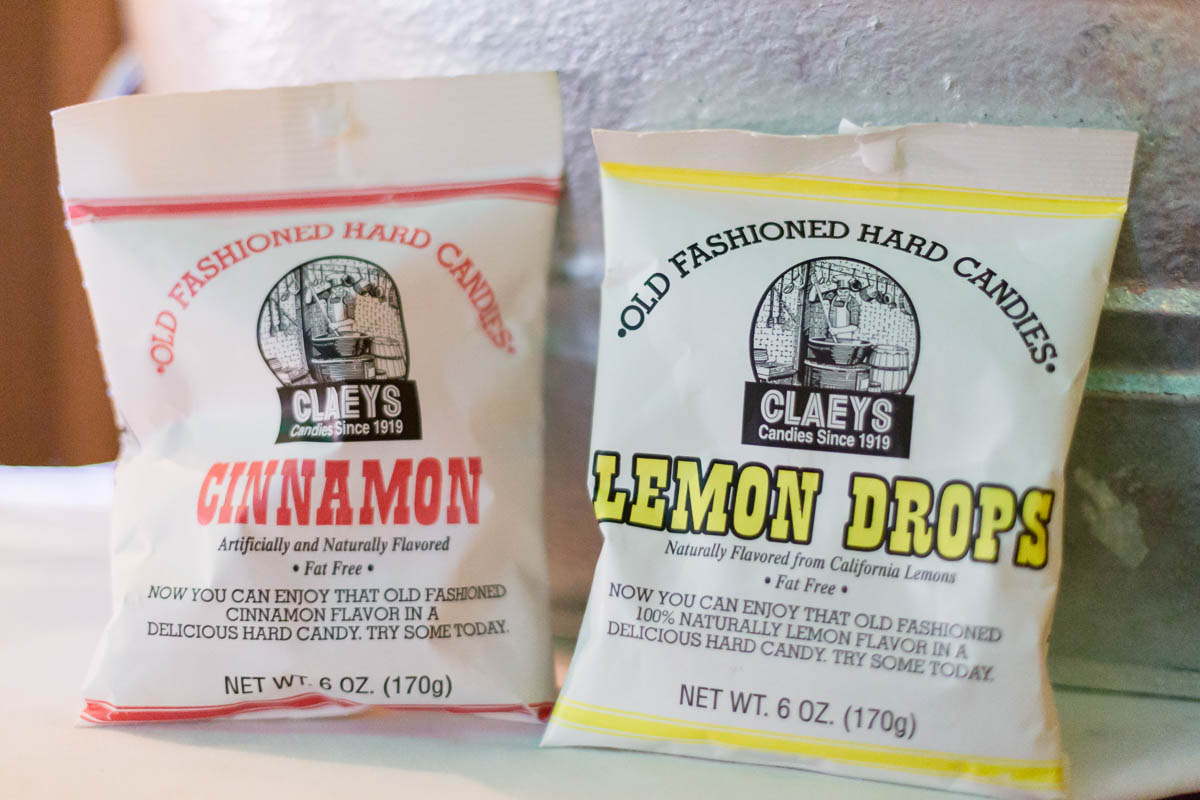 •OLD FASHIONED HARD CANDIES•
CLAEYS
Candies Since 1919
CINNAMON
Artificially and Naturally Flavored
• Fat Free •
NOW YOU CAN ENJOY THAT OLD FASHIONED
CINNAMON FLAVOR IN A
DELICIOUS HARD CANDY. TRY SOME TODAY.
NET WT. 6 OZ. (170g)
•OLD FASHIONED HARD CANDIES•
CLAEYS
Candies Since 1919
LEMON DROPS
Naturally Flavored from California Lemons
• Fat Free •
NOW YOU CAN ENJOY THAT OLD FASHIONED
100% NATURALLY LEMON FLAVOR IN A
DELICIOUS HARD CANDY. TRY SOME TODAY.
NET WT. 6 OZ. (170g)